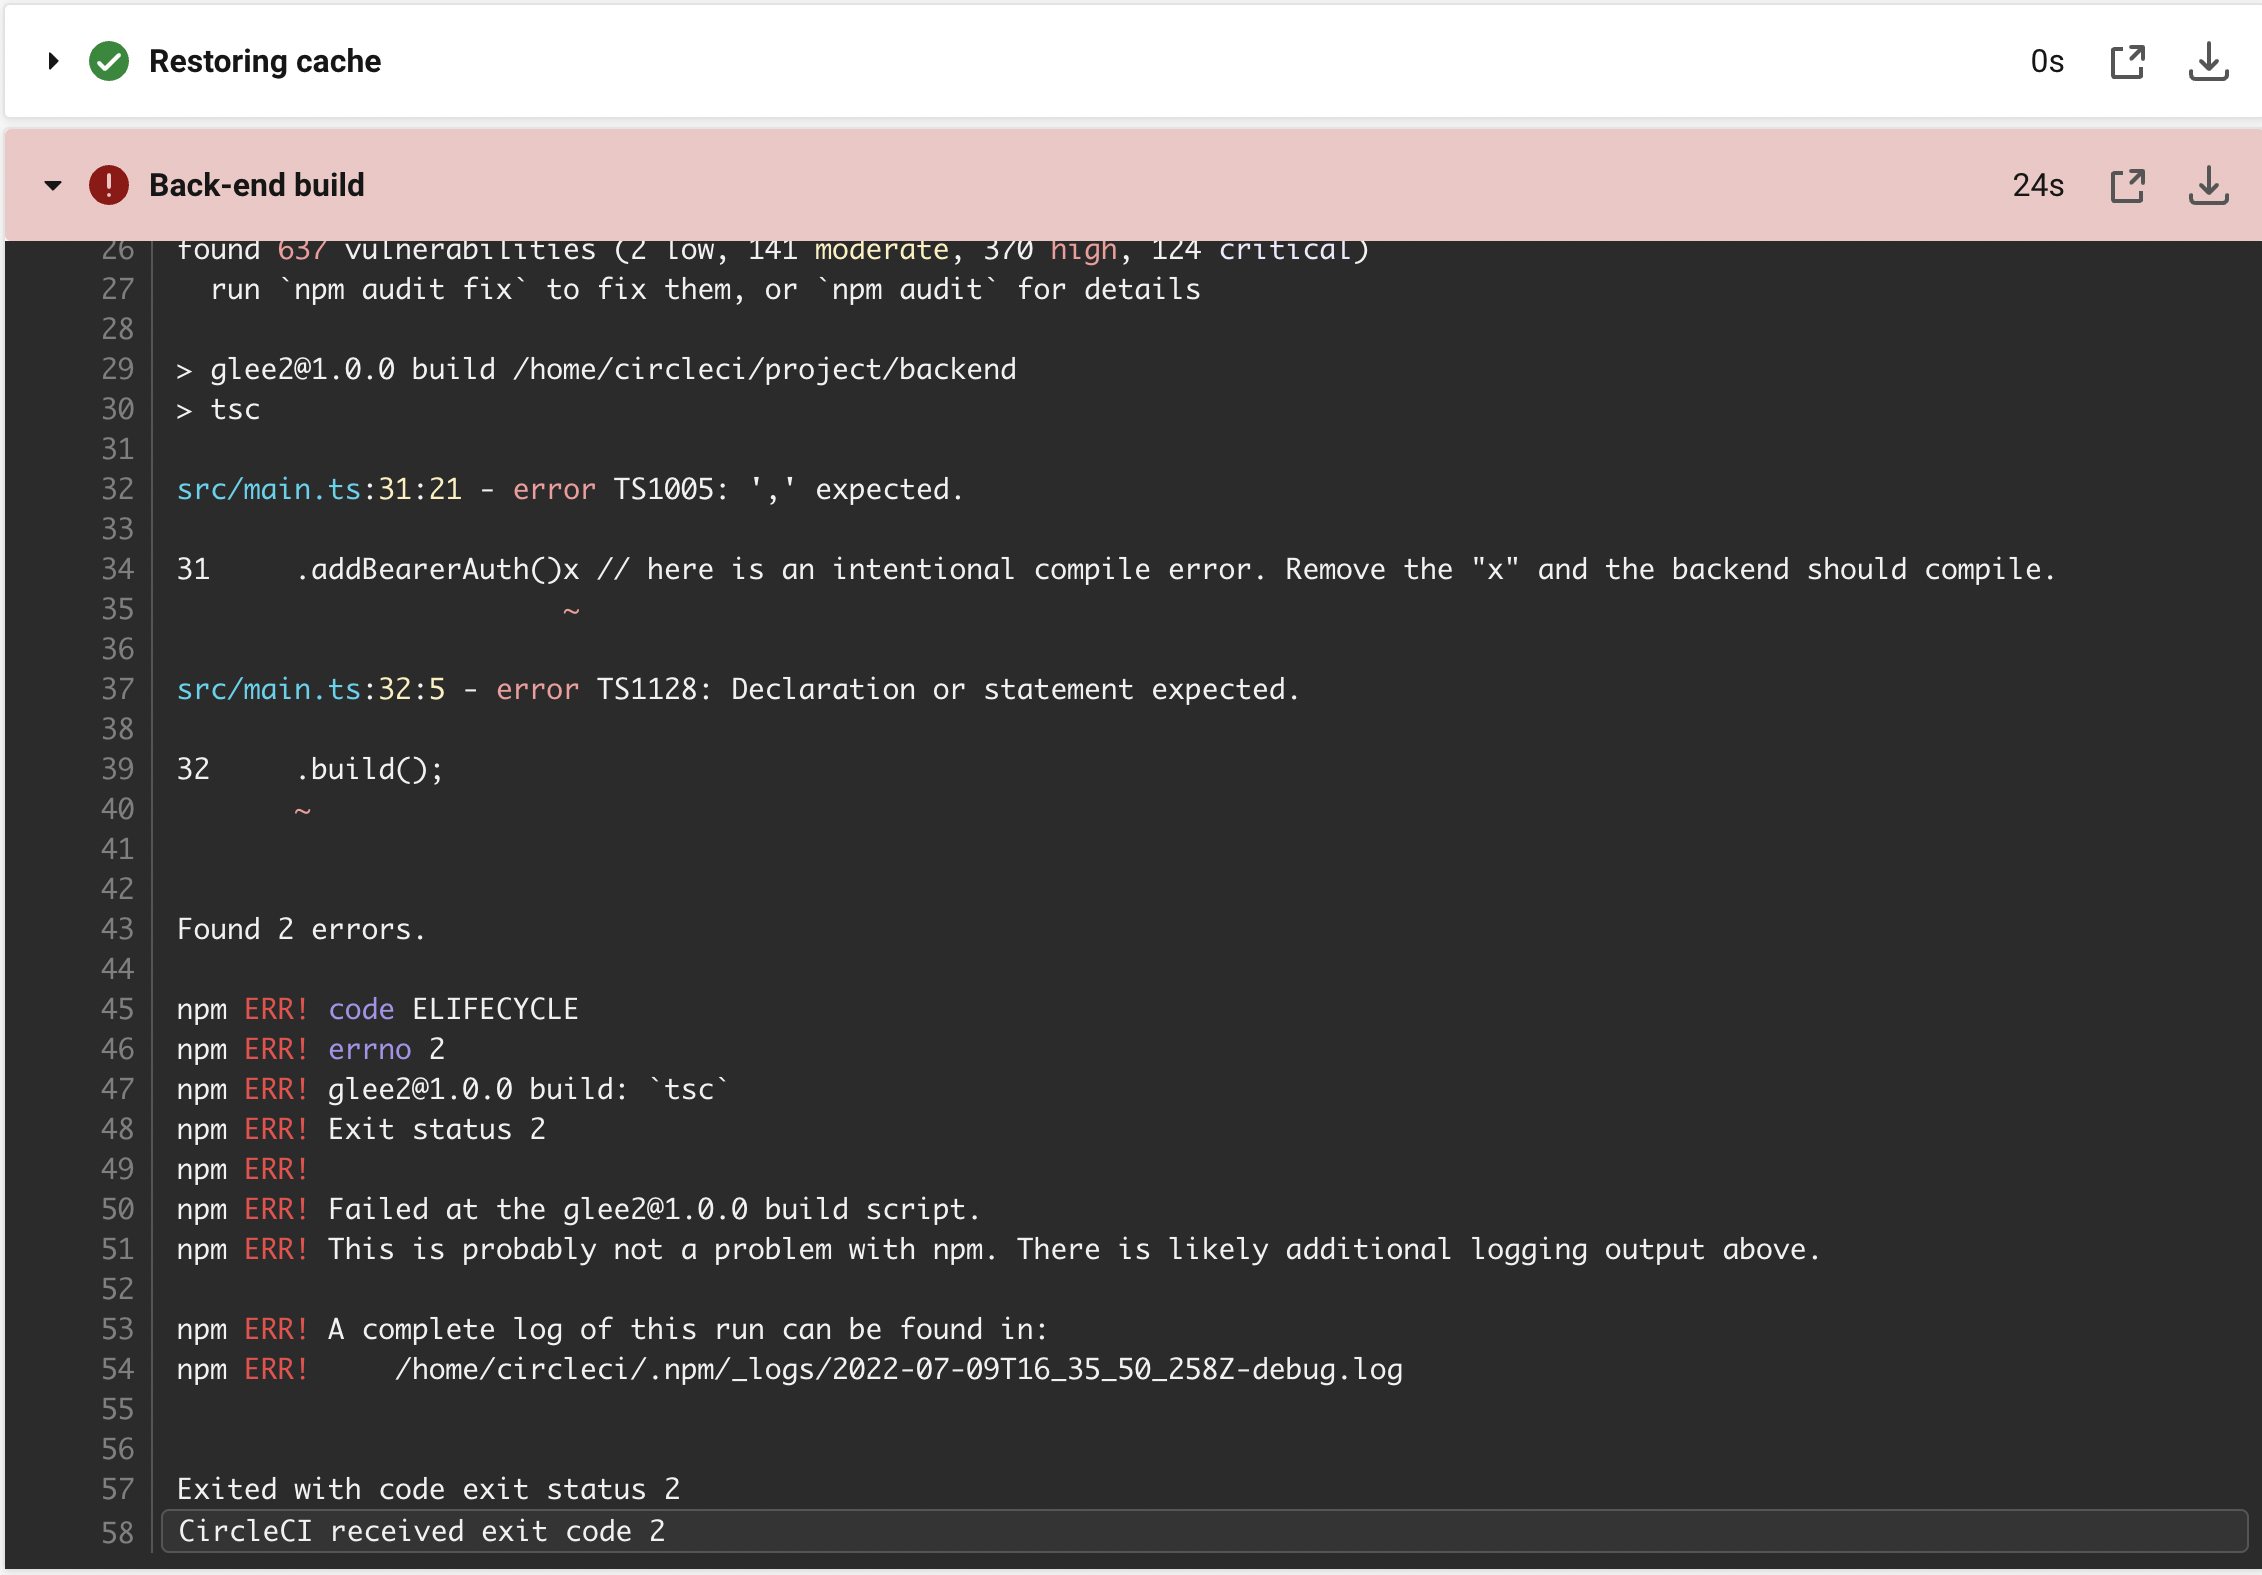 Restoring cache 0s
Back-end build 24s
26 found 637 vulnerabilities (2 low, 141 moderate, 370 high, 124 critical)
27   run `npm audit fix` to fix them, or `npm audit` for details
28
29 > glee2@1.0.0 build /home/circleci/project/backend
30 > tsc
31
32 src/main.ts:31:21 - error TS1005: ',' expected.
33
34 31     .addBearerAuth()x // here is an intentional compile error. Remove the "x" and the backend should compile.
35                        ~
36
37 src/main.ts:32:5 - error TS1128: Declaration or statement expected.
38
39 32     .build();
40        ~
41
42
43 Found 2 errors.
44
45 npm ERR! code ELIFECYCLE
46 npm ERR! errno 2
47 npm ERR! glee2@1.0.0 build: `tsc`
48 npm ERR! Exit status 2
49 npm ERR!
50 npm ERR! Failed at the glee2@1.0.0 build script.
51 npm ERR! This is probably not a problem with npm. There is likely additional logging output above.
52
53 npm ERR! A complete log of this run can be found in:
54 npm ERR!     /home/circleci/.npm/_logs/2022-07-09T16_35_50_258Z-debug.log
55
56
57 Exited with code exit status 2
58 CircleCI received exit code 2